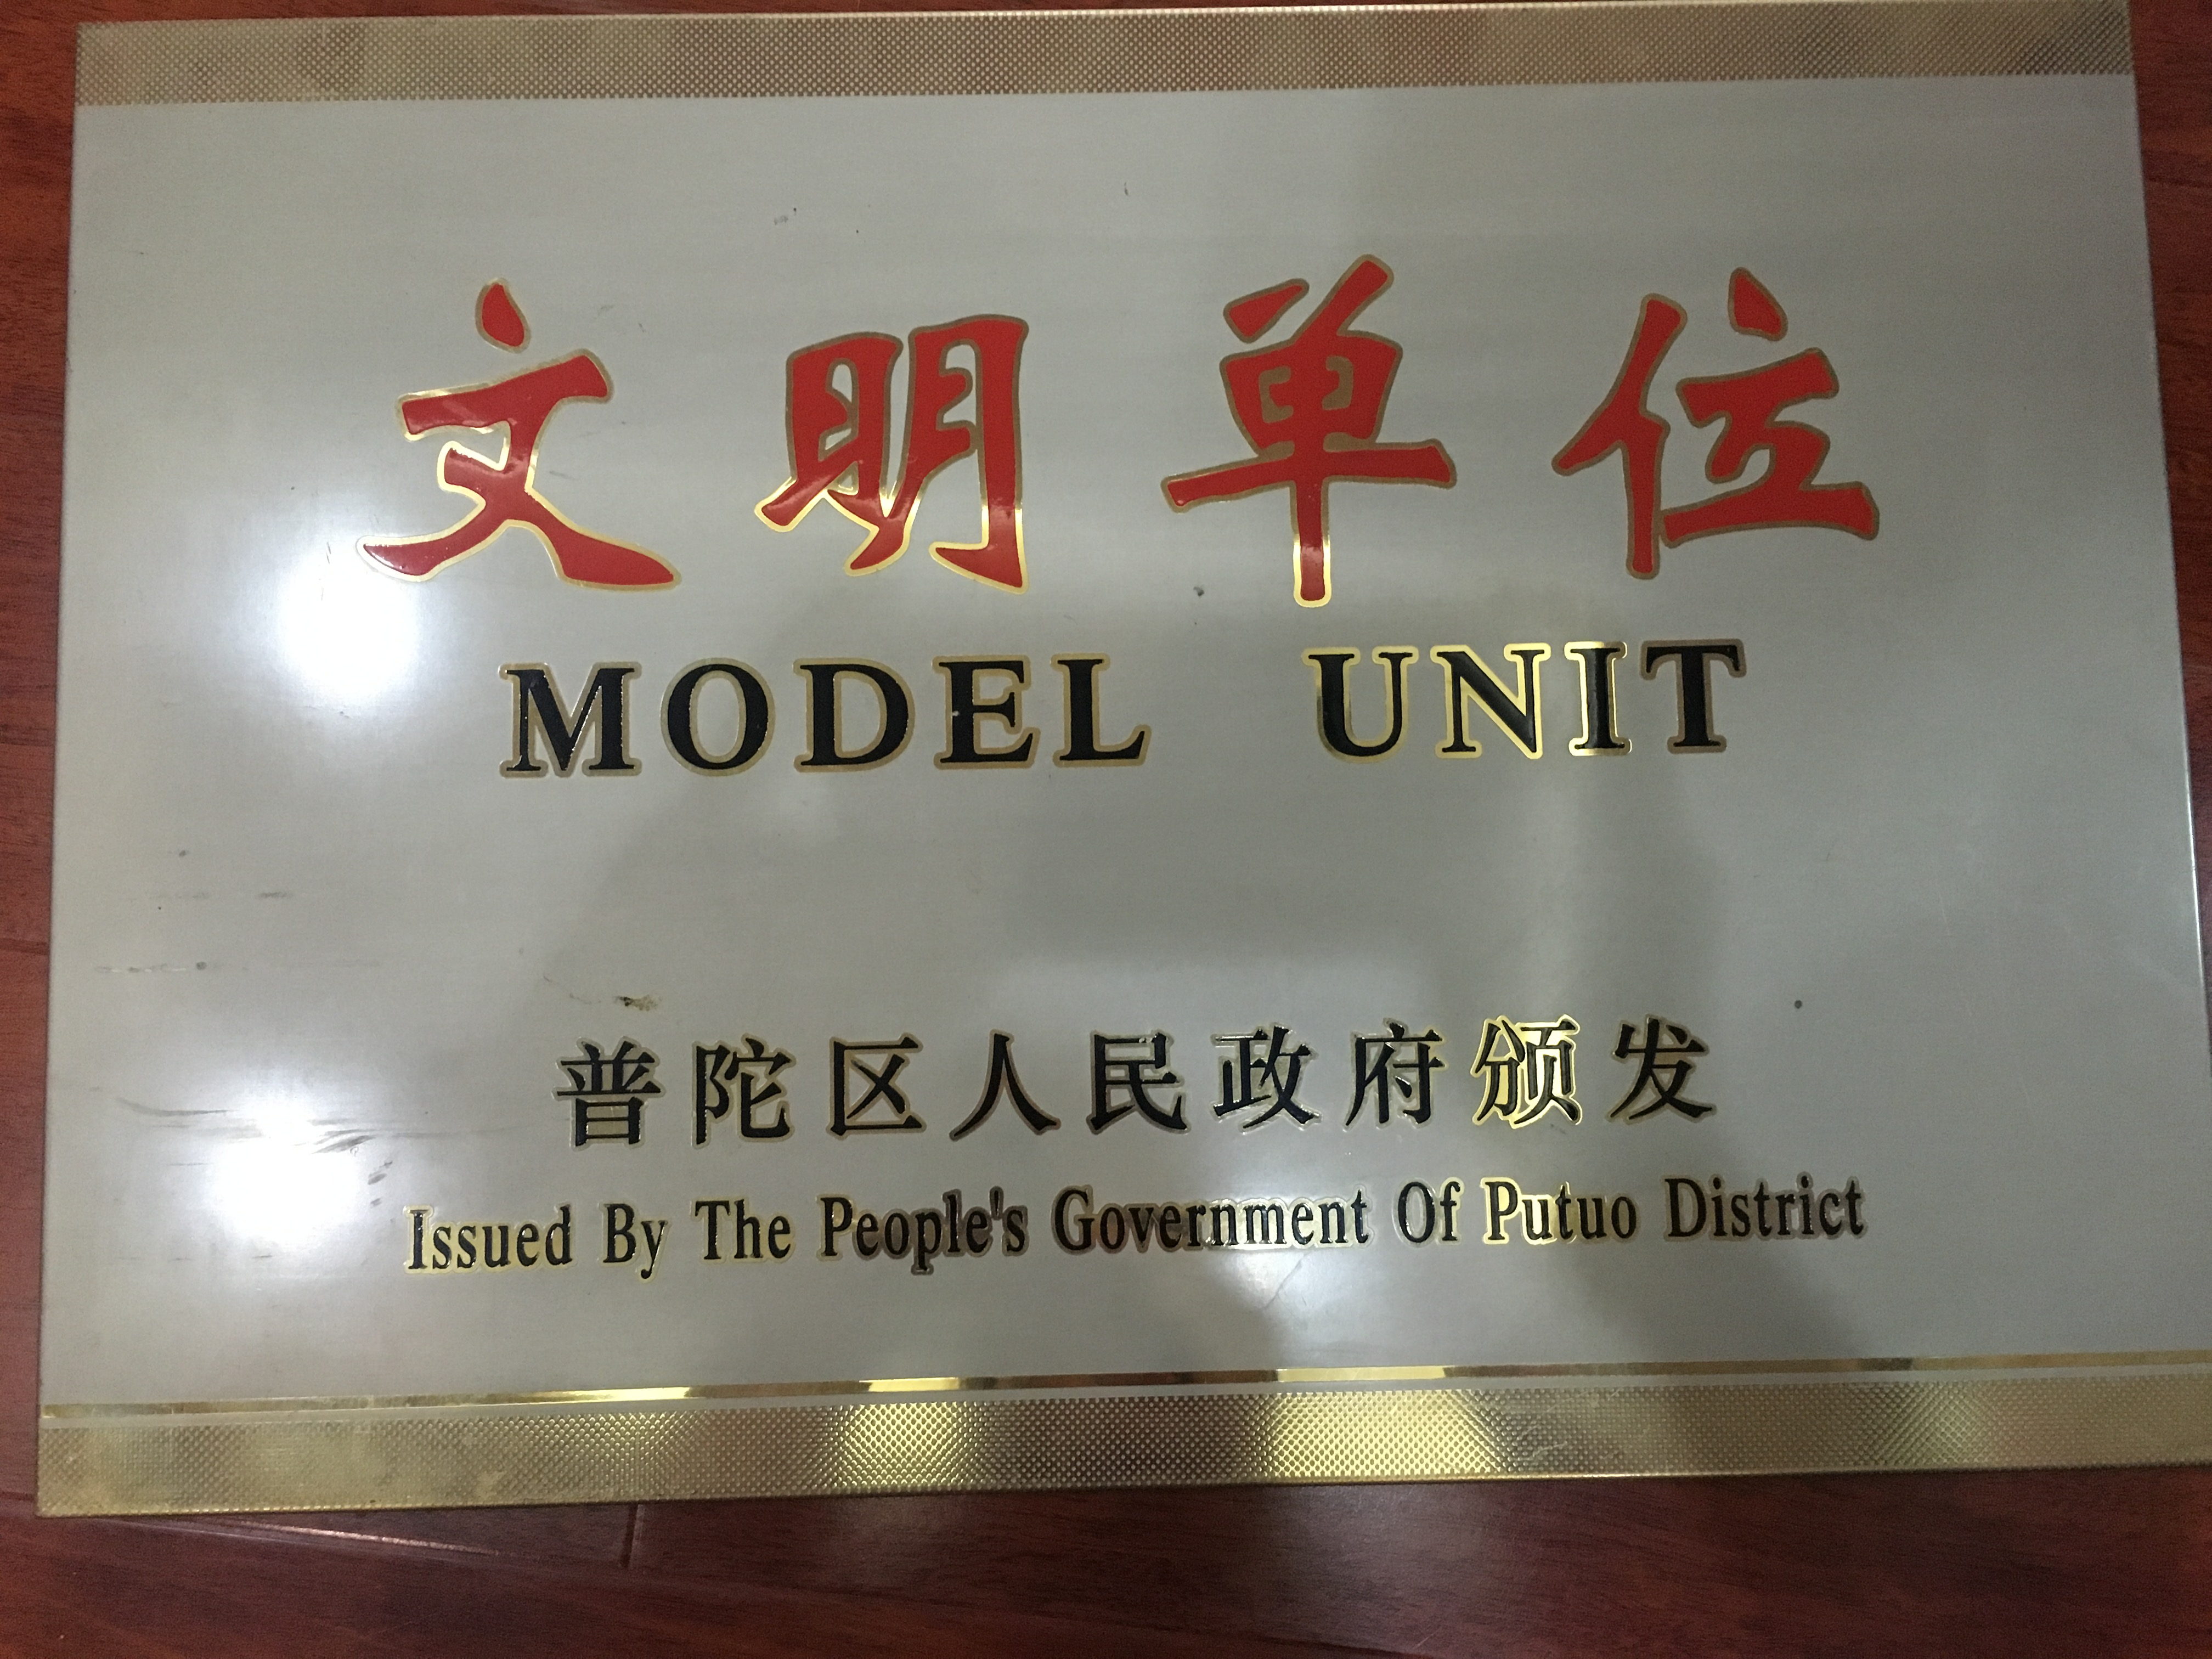 文明单位
MODEL UNIT
普陀区人民政府颁发
Issued By The People's Government Of Putuo District